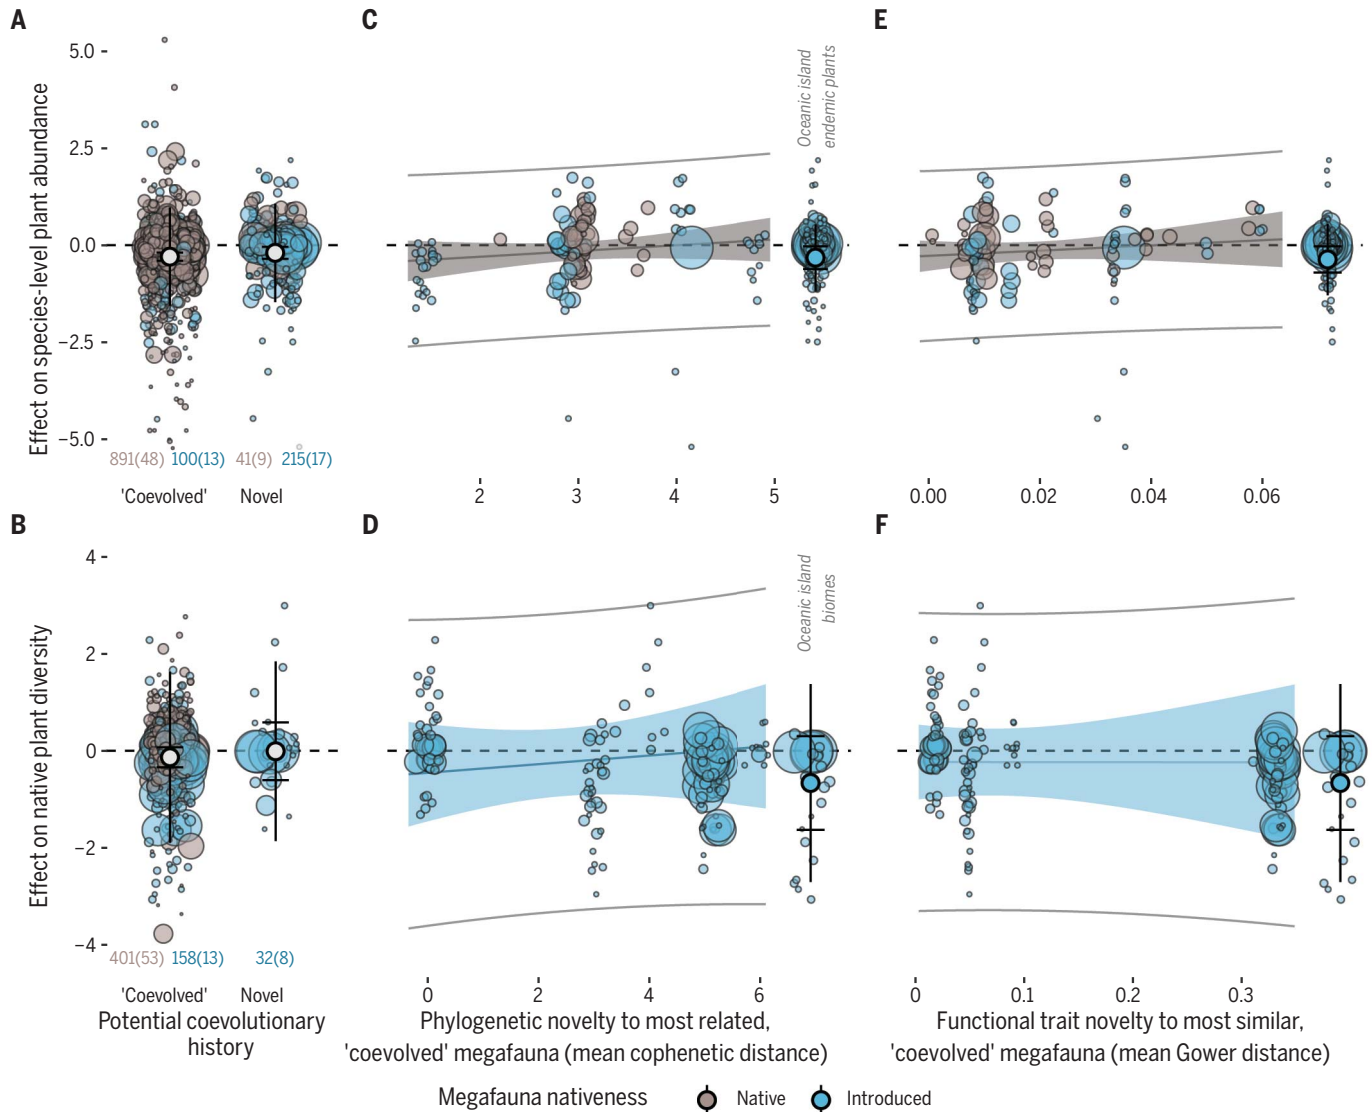 A
C
E
Effect on species-level plant abundance
5.0
2.5
0.0
−2.5
−5.0
891(48) 100(13) 41(9) 215(17)
'Coevolved' Novel
Oceanic island
endemic plants
2 3 4 5
0.00 0.02 0.04 0.06
B
D
F
Effect on native plant diversity
4
2
0
−2
−4
401(53) 158(13) 32(8)
'Coevolved' Novel
Potential coevolutionary
history
Oceanic island
biomes
0 2 4 6
Phylogenetic novelty to most related,
'coevolved' megafauna (mean cophenetic distance)
0 0.1 0.2 0.3
Functional trait novelty to most similar,
'coevolved' megafauna (mean Gower distance)
Megafauna nativeness Native Introduced